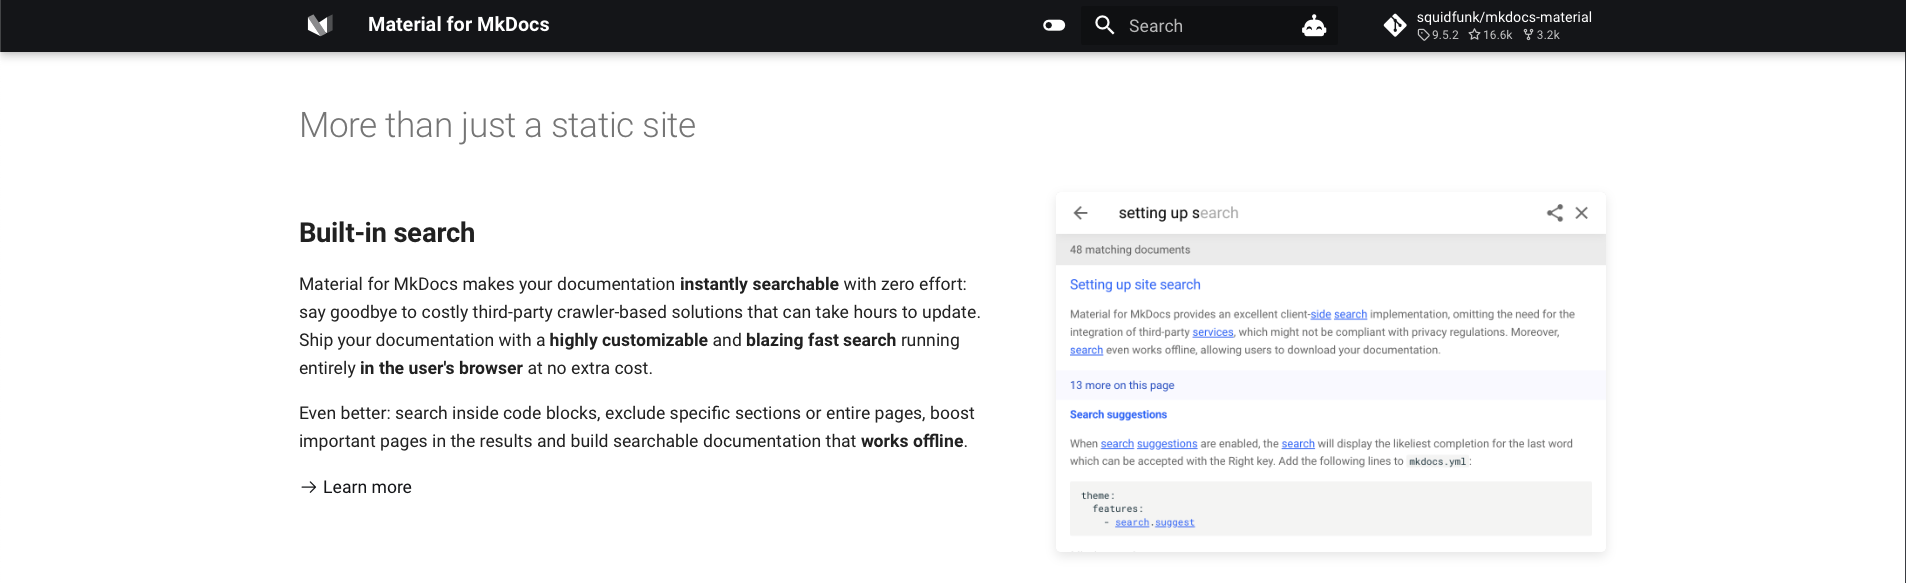 Material for MkDocs
Search
squidfunk/mkdocs-material
9.5.2 16.6k 3.2k
More than just a static site
Built-in search
Material for MkDocs makes your documentation instantly searchable with zero effort:
say goodbye to costly third-party crawler-based solutions that can take hours to update.
Ship your documentation with a highly customizable and blazing fast search running
entirely in the user's browser at no extra cost.
Even better: search inside code blocks, exclude specific sections or entire pages, boost
important pages in the results and build searchable documentation that works offline.
→ Learn more
setting up search
48 matching documents
Setting up site search
Material for MkDocs provides an excellent client-side search implementation, omitting the need for the
integration of third-party services, which might not be compliant with privacy regulations. Moreover,
search even works offline, allowing users to download your documentation.
13 more on this page
Search suggestions
When search suggestions are enabled, the search will display the likeliest completion for the last word
which can be accepted with the Right key. Add the following lines to mkdocs.yml:
theme:
features:
- search.suggest